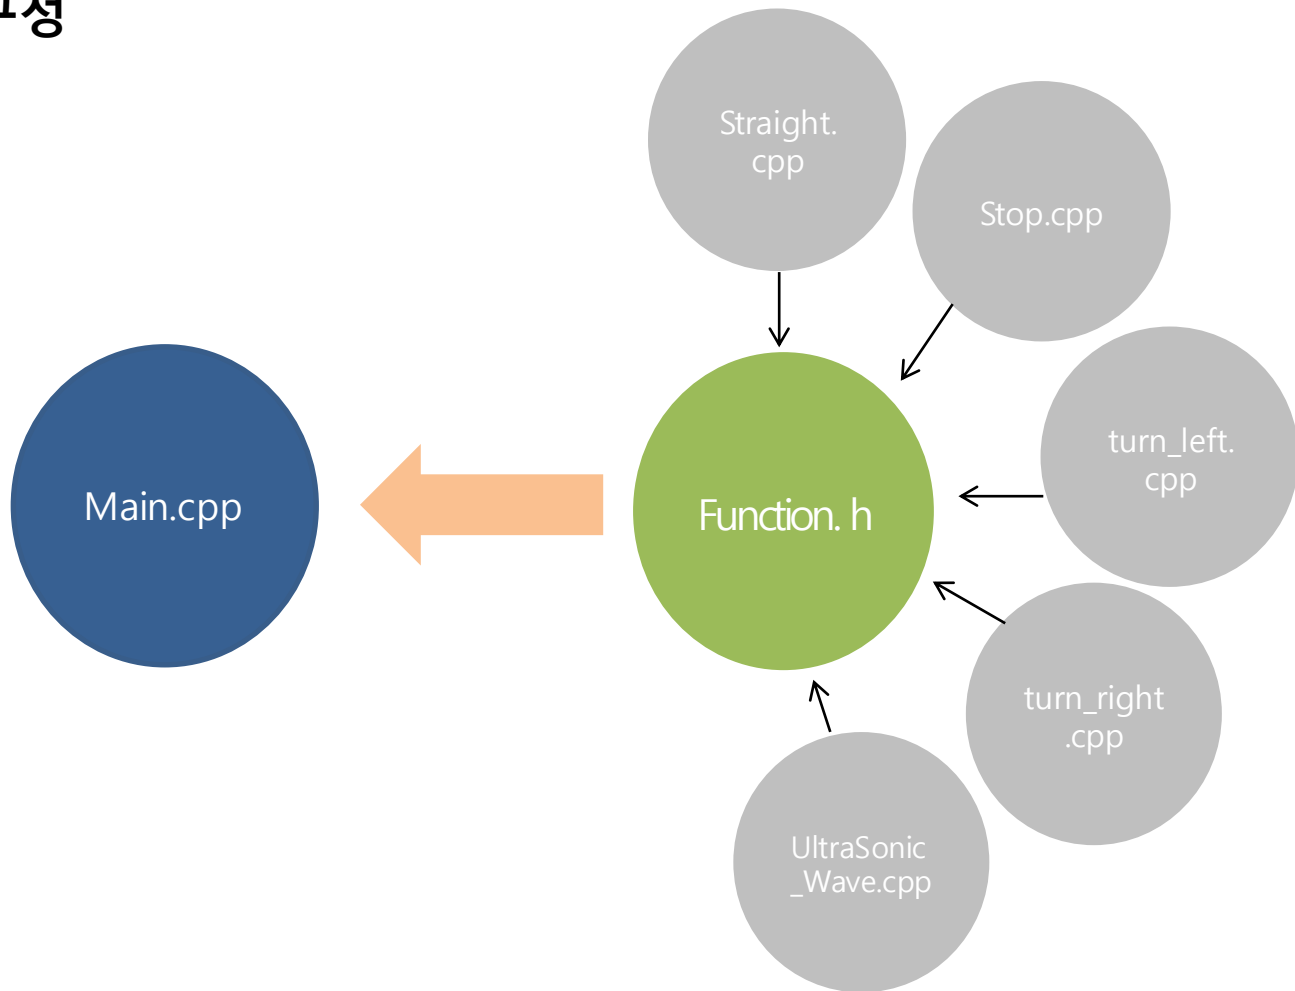 Straight.
cpp
Stop.cpp
turn_left.
cpp
Main.cpp
Function. h
turn_right
.cpp
UltraSonic
_Wave.cpp